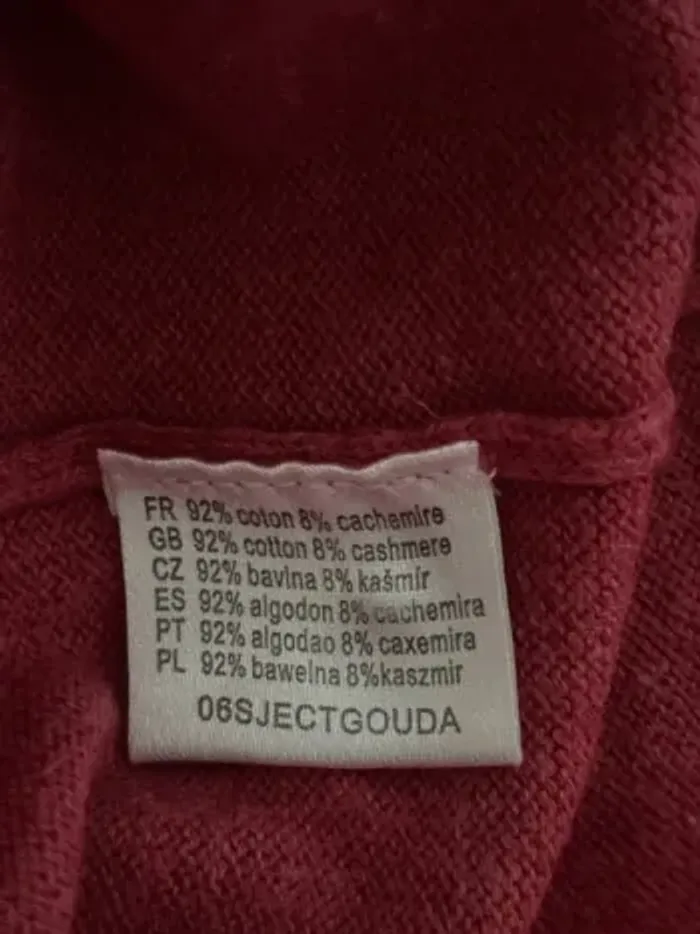 FR 92% coton 8% cachemire
GB 92% cotton 8% cashmere
CZ 92% bavlna 8% kašmír
ES 92% algodon 8% cachemira
PT 92% algodao 8% caxemira
PL 92% bawelna 8%kaszmir
06SJECTGOUDA